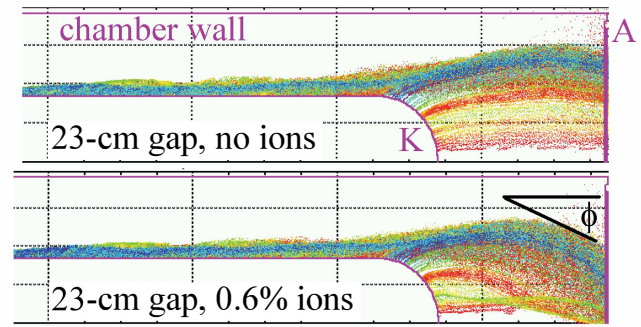 chamber wall
A
K
23-cm gap, no ions
ϕ
23-cm gap, 0.6% ions